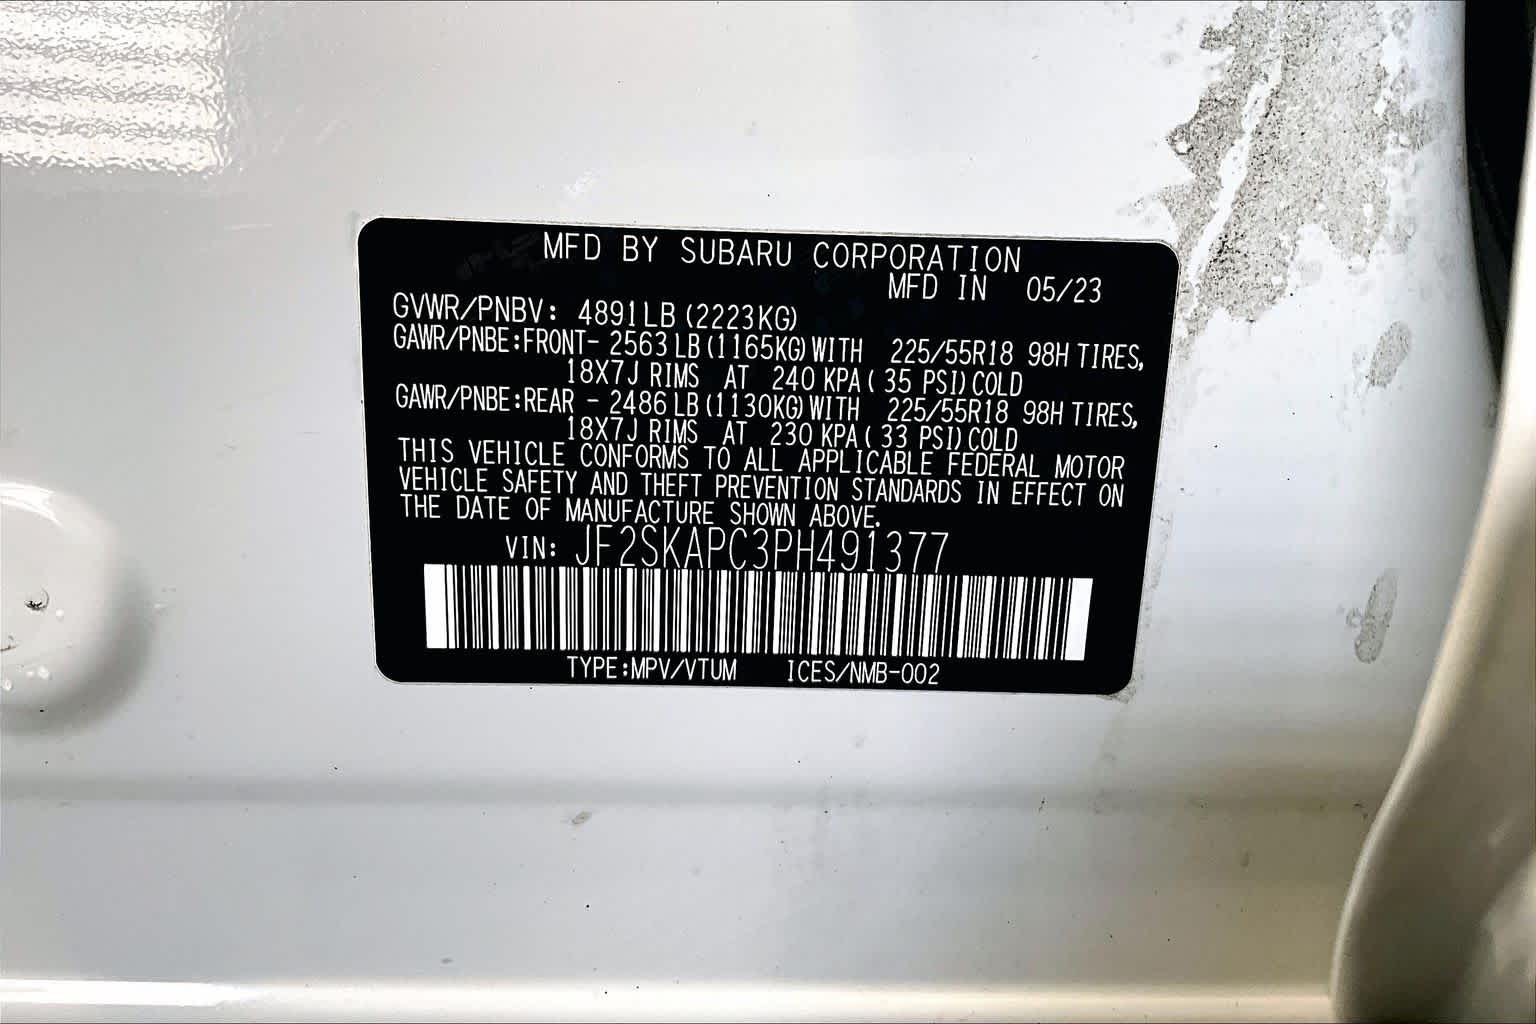 MFD BY SUBARU CORPORATION
MFD IN 05/23
GVWR/PNBV: 4891LB (2223KG)
GAWR/PNBE:FRONT- 2563LB(1165KG)WITH 225/55R18 98H TIRES,
18X7J RIMS AT 240 KPA( 35 PSI)COLD
GAWR/PNBE:REAR - 2486LB(1130KG)WITH 225/55R18 98H TIRES,
18X7J RIMS AT 230 KPA( 33 PSI)COLD
THIS VEHICLE CONFORMS TO ALL APPLICABLE FEDERAL MOTOR
VEHICLE SAFETY AND THEFT PREVENTION STANDARDS IN EFFECT ON
THE DATE OF MANUFACTURE SHOWN ABOVE.
VIN: JF2SKAPC3PH491377
TYPE:MPV/VTUM ICES/NMB-002